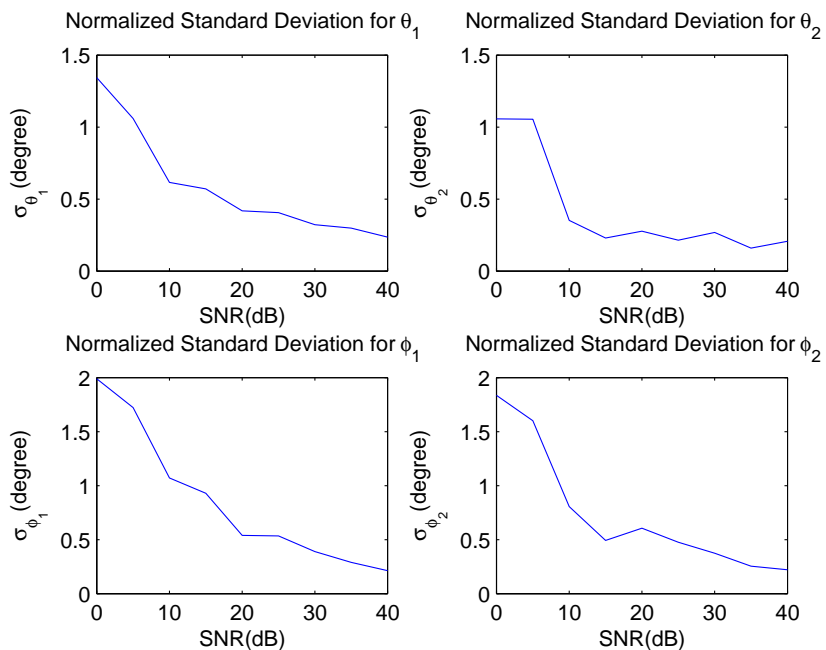 Normalized Standard Deviation for θ₁
1.5
1
0.5
0
σθ₁ (degree)
0 10 20 30 40
SNR(dB)
Normalized Standard Deviation for θ₂
1.5
1
0.5
0
σθ₂ (degree)
0 10 20 30 40
SNR(dB)
Normalized Standard Deviation for ϕ₁
2
1.5
1
0.5
0
σϕ₁ (degree)
0 10 20 30 40
SNR(dB)
Normalized Standard Deviation for ϕ₂
2
1.5
1
0.5
0
σϕ₂ (degree)
0 10 20 30 40
SNR(dB)